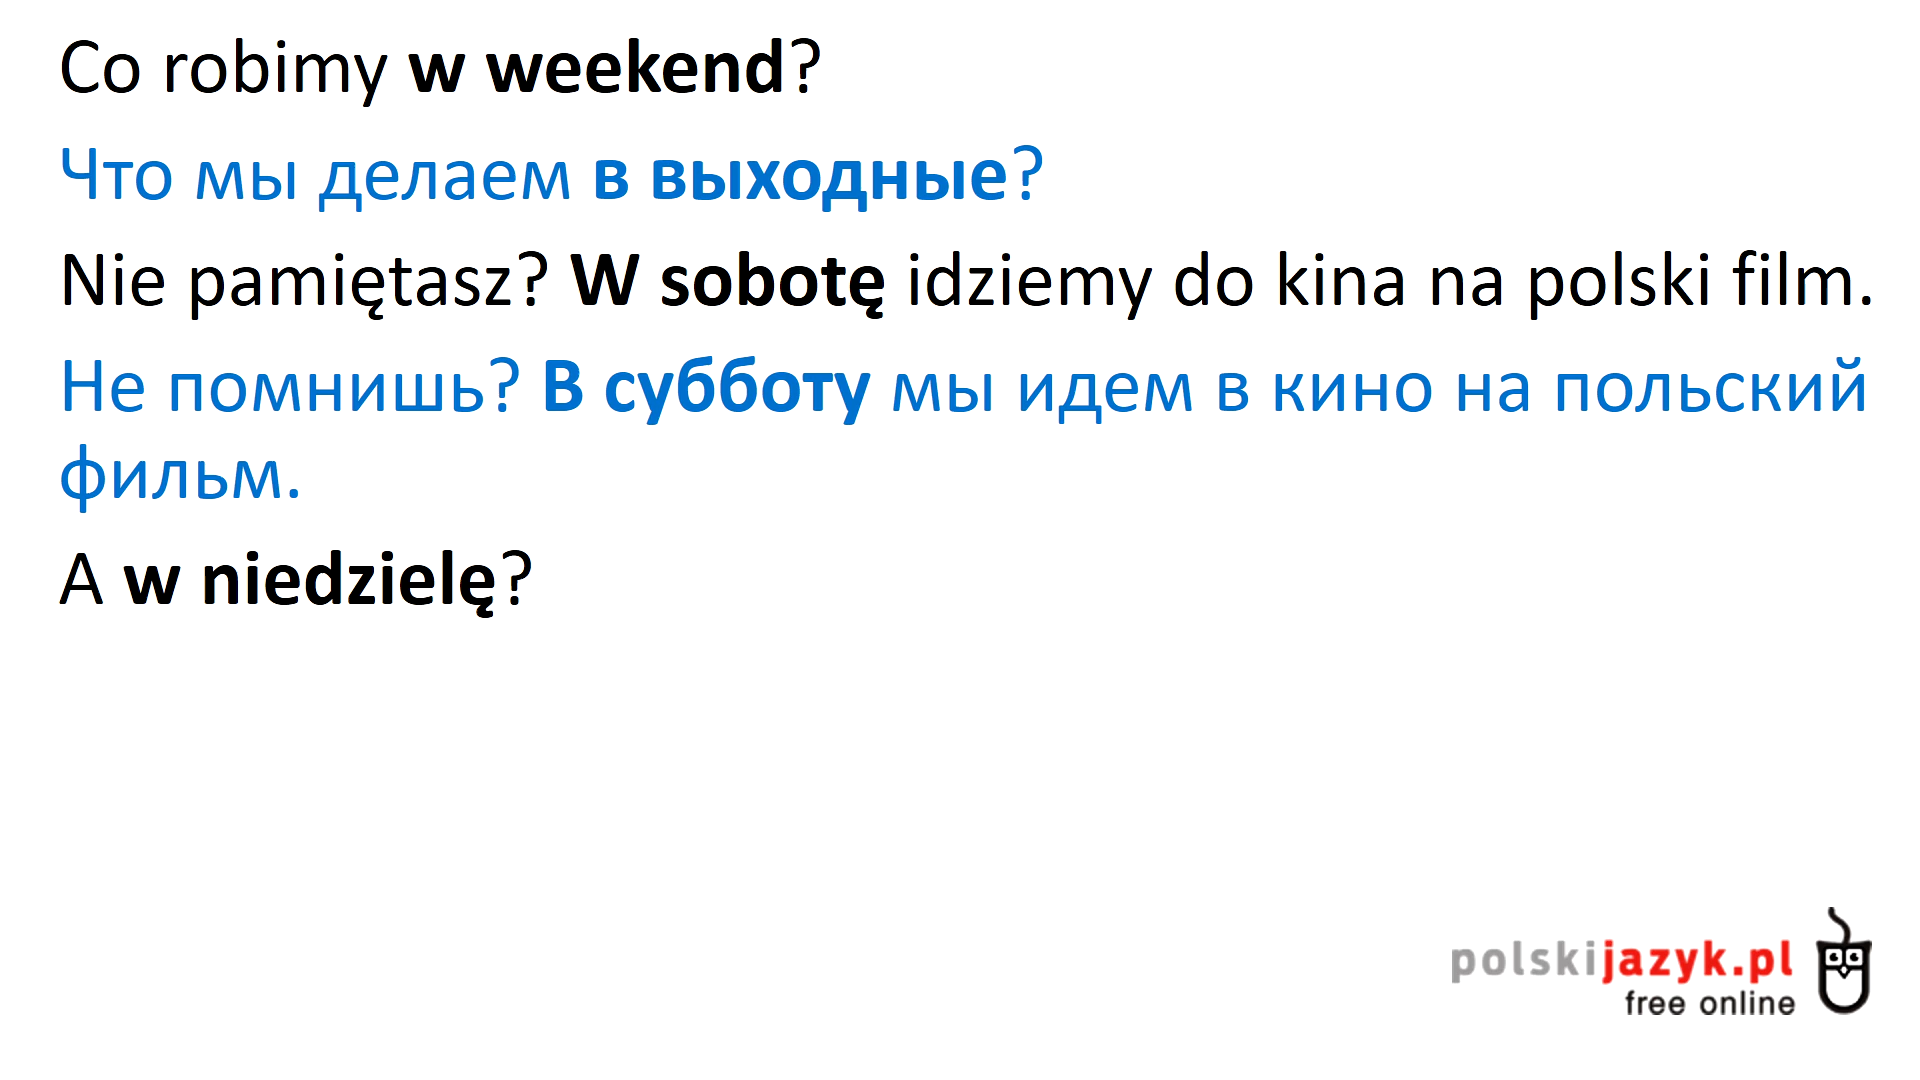 Co robimy w weekend?
Что мы делаем в выходные?
Nie pamiętasz? W sobotę idziemy do kina na polski film.
Не помнишь? В субботу мы идем в кино на польский
фильм.
A w niedzielę?
polskijazyk.pl
free online